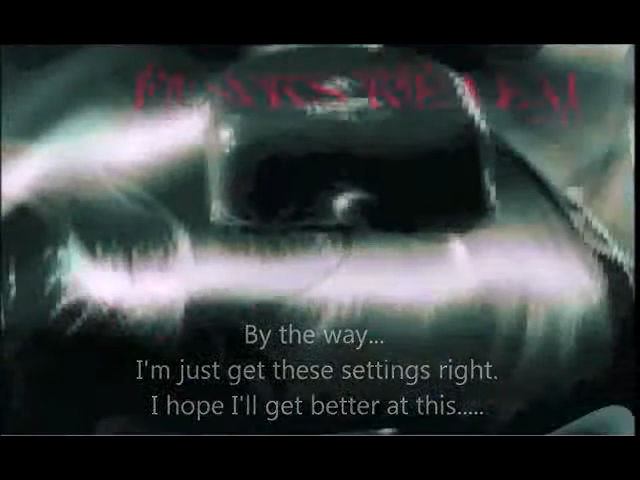 By the way...
I'm just get these settings right.
I hope I'll get better at this.....